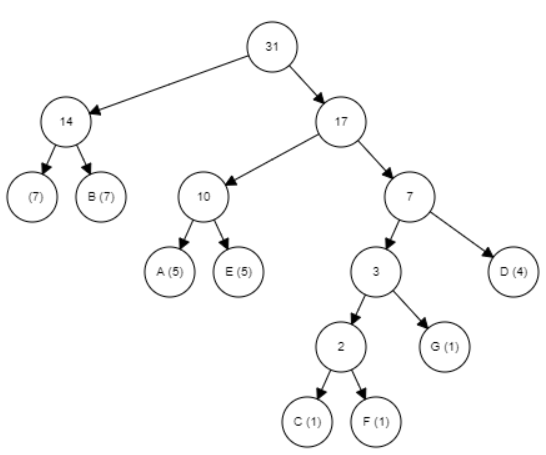 31
14
17
(7)
B (7)
10
7
A (5)
E (5)
3
D (4)
2
G (1)
C (1)
F (1)